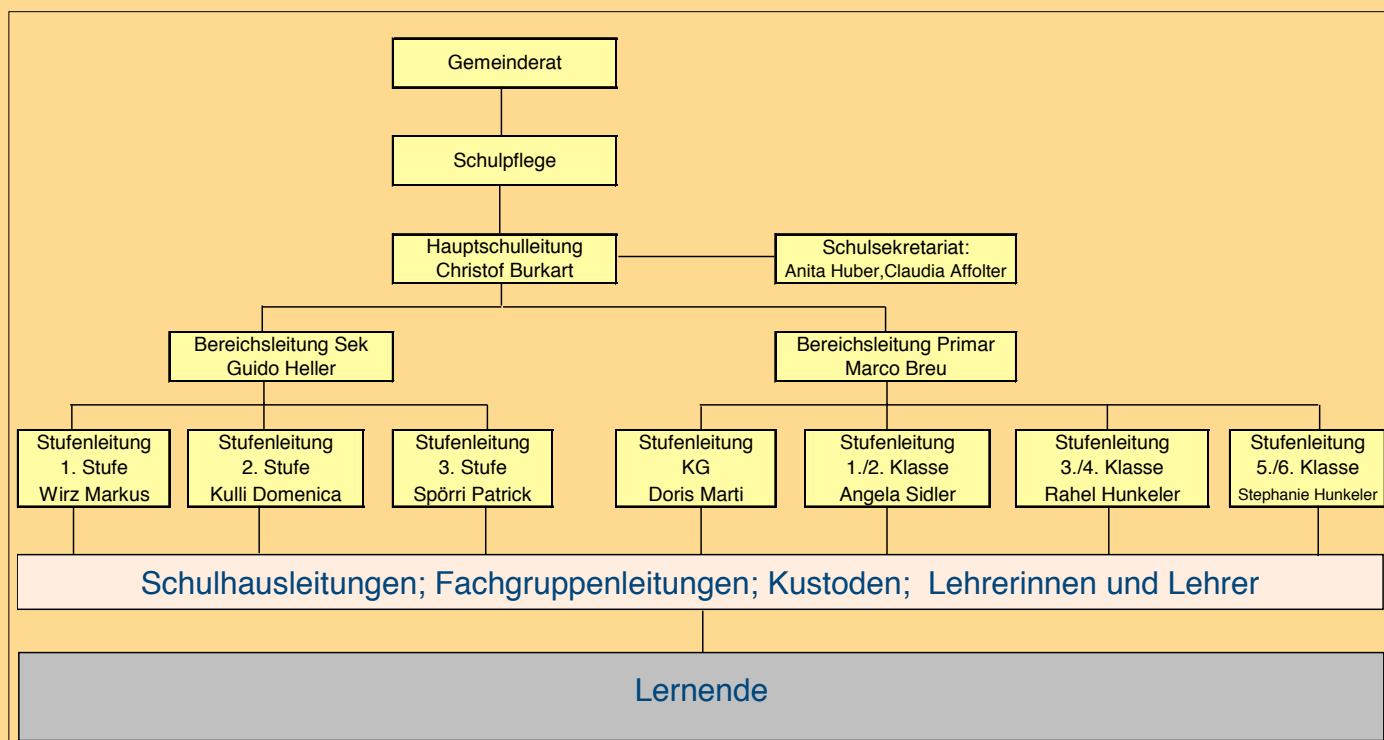 Gemeinderat
Schulpflege
Hauptschulleitung
Christof Burkart
Schulsekretariat:
Anita Huber,Claudia Affolter
Bereichsleitung Sek
Guido Heller
Bereichsleitung Primar
Marco Breu
Stufenleitung
1. Stufe
Wirz Markus
Stufenleitung
2. Stufe
Kulli Domenica
Stufenleitung
3. Stufe
Spörri Patrick
Stufenleitung
KG
Doris Marti
Stufenleitung
1./2. Klasse
Angela Sidler
Stufenleitung
3./4. Klasse
Rahel Hunkeler
Stufenleitung
5./6. Klasse
Stephanie Hunkeler
Schulhausleitungen; Fachgruppenleitungen; Kustoden; Lehrerinnen und Lehrer
Lernende